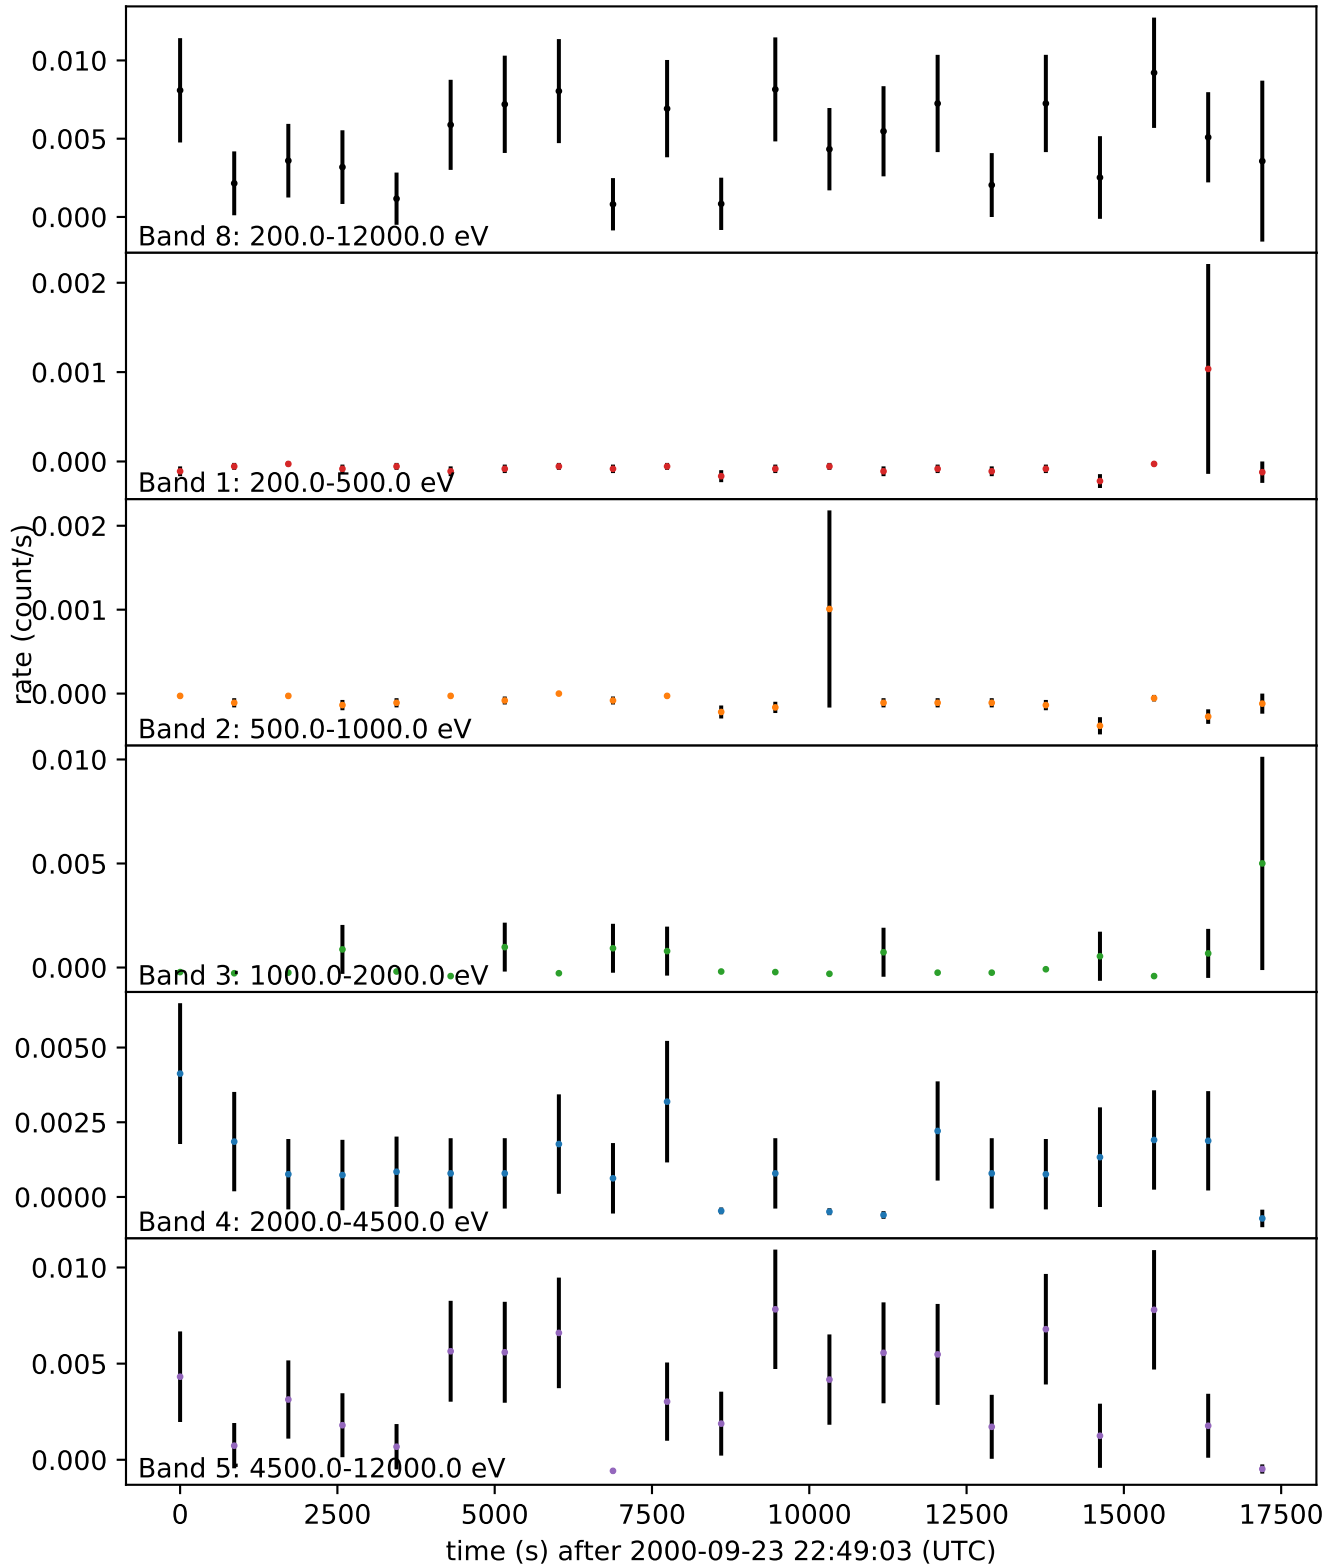 0.010
0.005
0.000
Band 8: 200.0-12000.0 eV
0.002
0.001
0.000
Band 1: 200.0-500.0 eV
rate (count/s)
0.002
0.001
0.000
Band 2: 500.0-1000.0 eV
0.010
0.005
0.000
Band 3: 1000.0-2000.0 eV
0.0050
0.0025
0.0000
Band 4: 2000.0-4500.0 eV
0.010
0.005
0.000
Band 5: 4500.0-12000.0 eV
0 2500 5000 7500 10000 12500 15000 17500
time (s) after 2000-09-23 22:49:03 (UTC)